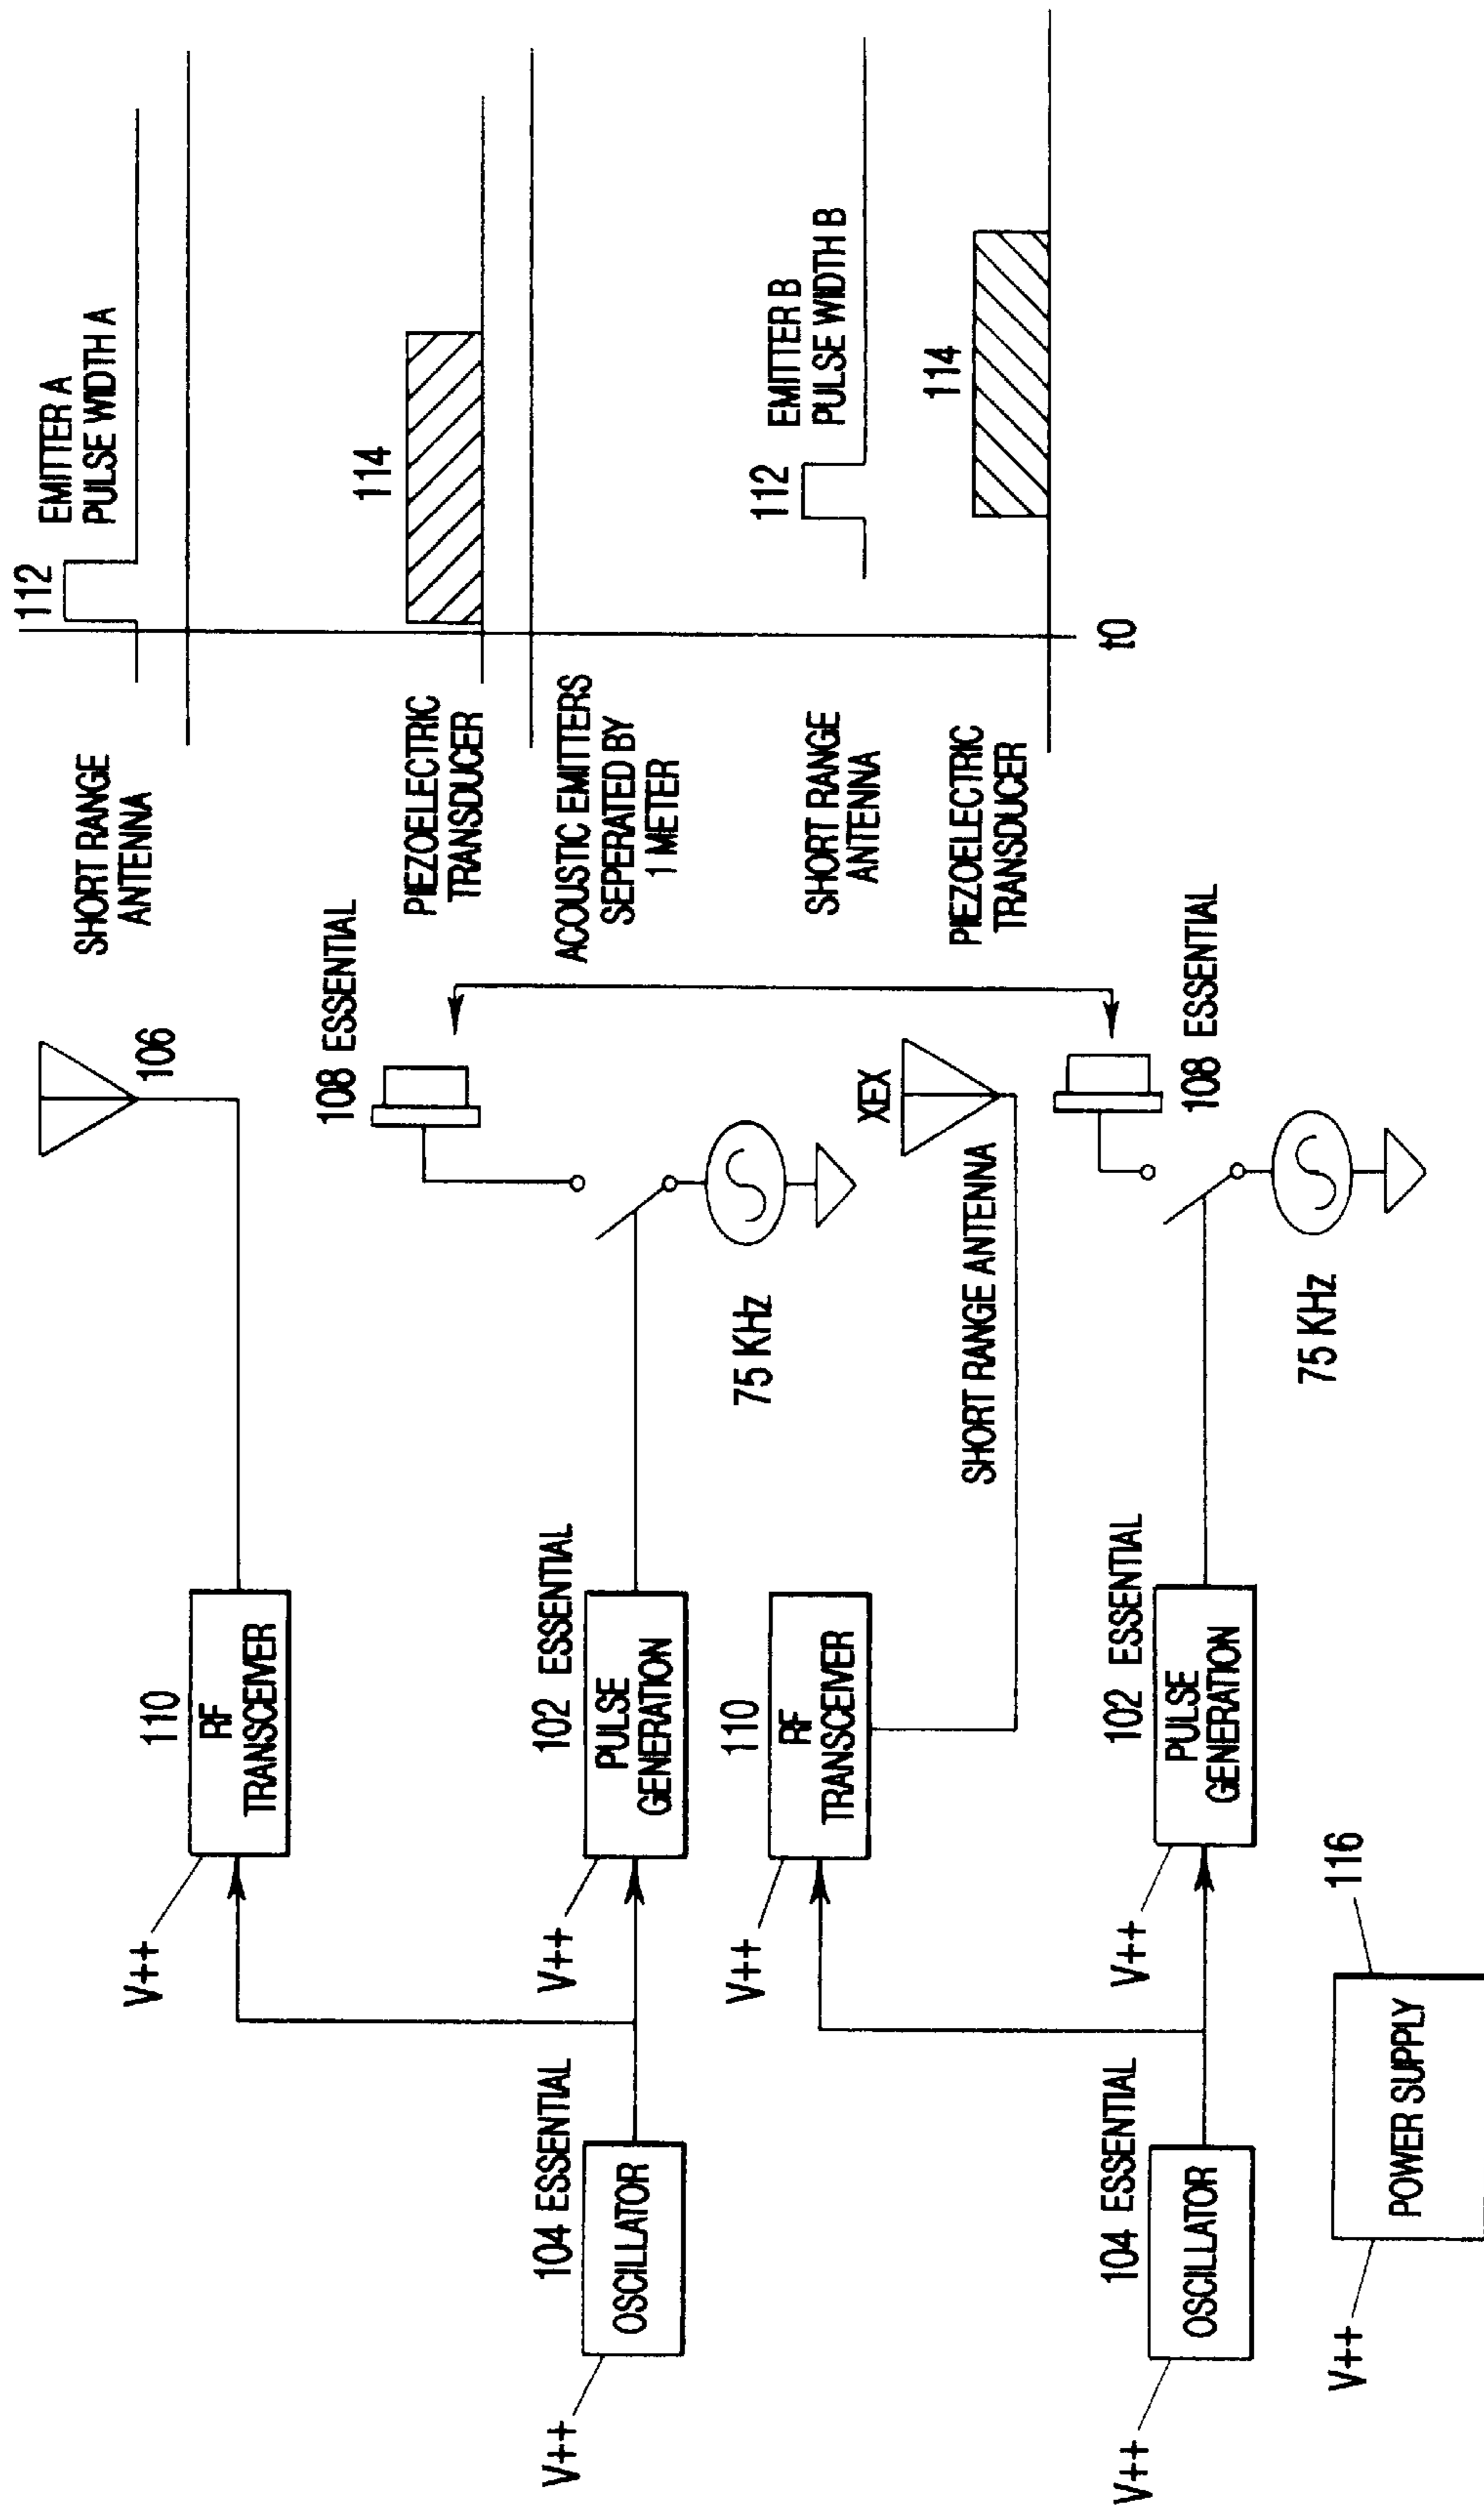 112
EMITTER A
PULSE WIDTH A
SHORT RANGE
ANTENNA
106
110
RF
TRANSCEIVER
V++
114
PIEZOELECTRIC
TRANSDUCER
108 ESSENTIAL
ACOUSTIC EMITTERS
SEPERATED BY
1 METER
102 ESSENTIAL
PULSE
GENERATION
V++
75 KHz
104 ESSENTIAL
OSCILLATOR
V++
112
EMITTER B
PULSE WIDTH B
SHORT RANGE
ANTENNA
XEX
SHORT RANGE ANTENNA
110
RF
TRANSCEIVER
V++
114
PIEZOELECTRIC
TRANSDUCER
t0
108 ESSENTIAL
102 ESSENTIAL
PULSE
GENERATION
V++
75 KHz
104 ESSENTIAL
OSCILLATOR
V++
116
POWER SUPPLY
V++